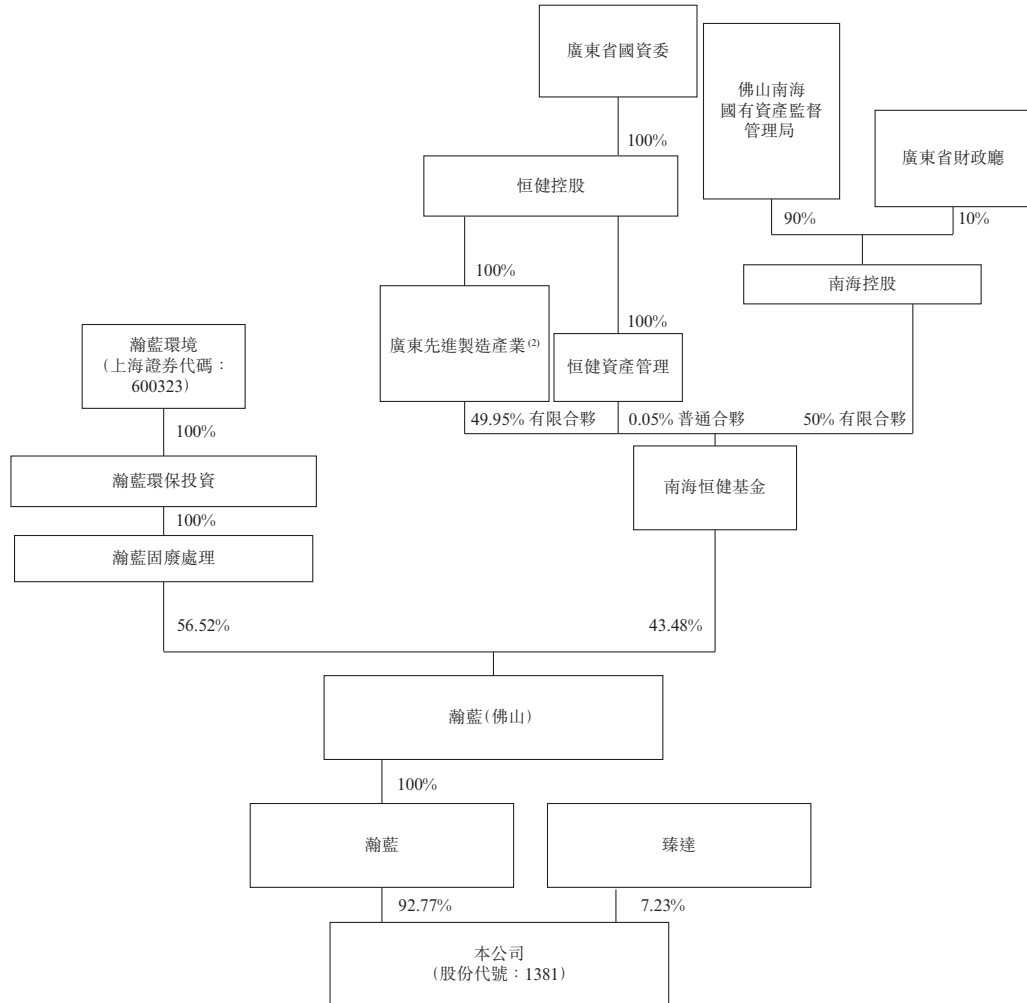 廣東省國資委
佛山南海
國有資產監督
管理局
廣東省財政廳
100%
恒健控股
90%
10%
100%
南海控股
瀚藍環境
(上海證券代碼：
600323)
廣東先進製造產業(2)
100%
恒健資產管理
49.95% 有限合夥
0.05% 普通合夥
50% 有限合夥
100%
瀚藍環保投資
南海恒健基金
100%
瀚藍固廢處理
56.52%
43.48%
瀚藍(佛山)
100%
瀚藍
臻達
92.77%
7.23%
本公司
(股份代號：1381)